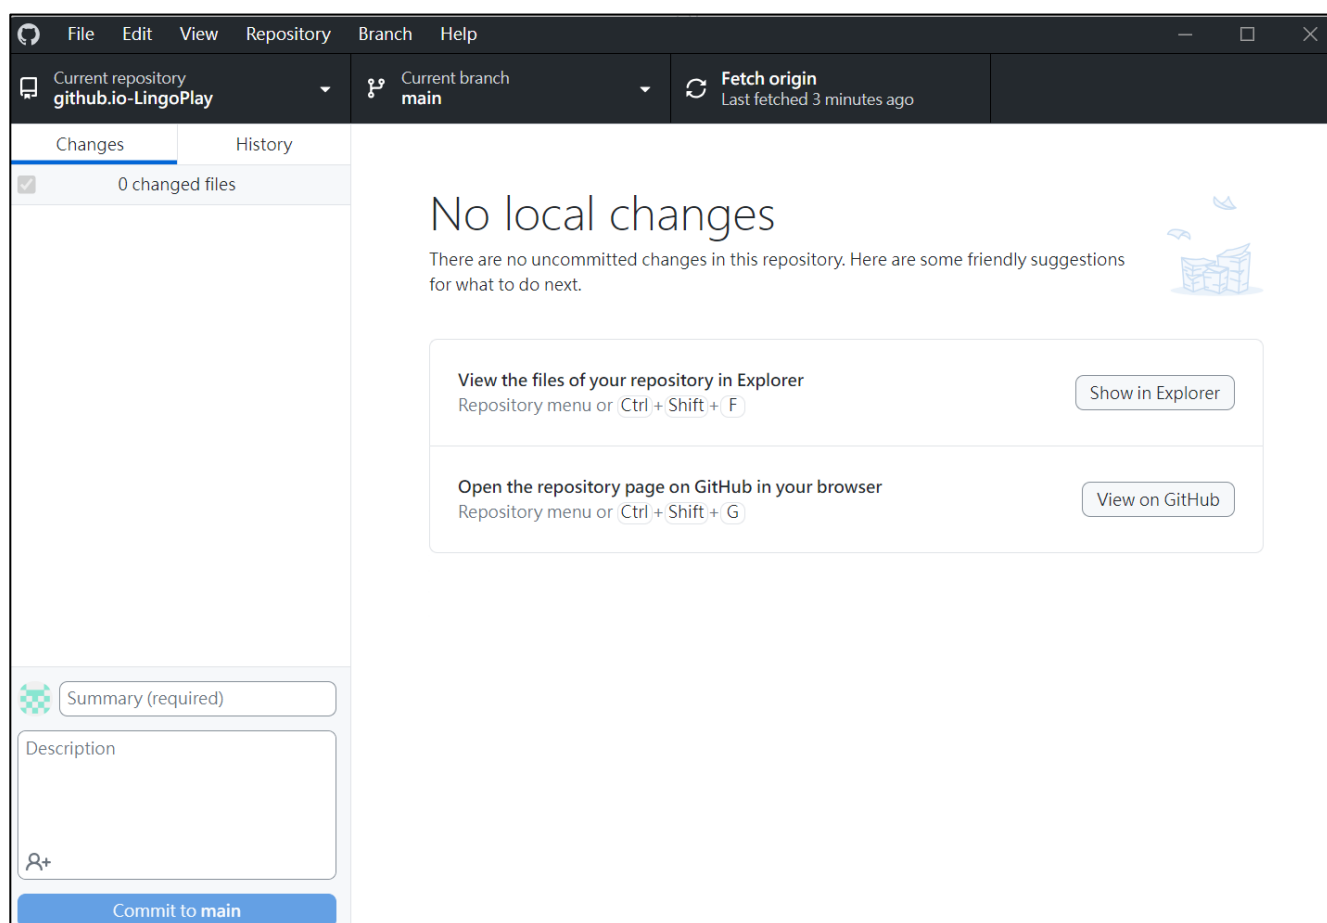 File Edit View Repository Branch Help
Current repository
github.io-LingoPlay
Current branch
main
Fetch origin
Last fetched 3 minutes ago
Changes History
0 changed files
No local changes
There are no uncommitted changes in this repository. Here are some friendly suggestions
for what to do next.
View the files of your repository in Explorer
Repository menu or Ctrl + Shift + F
Show in Explorer
Open the repository page on GitHub in your browser
Repository menu or Ctrl + Shift + G
View on GitHub
Summary (required)
Description
Commit to main